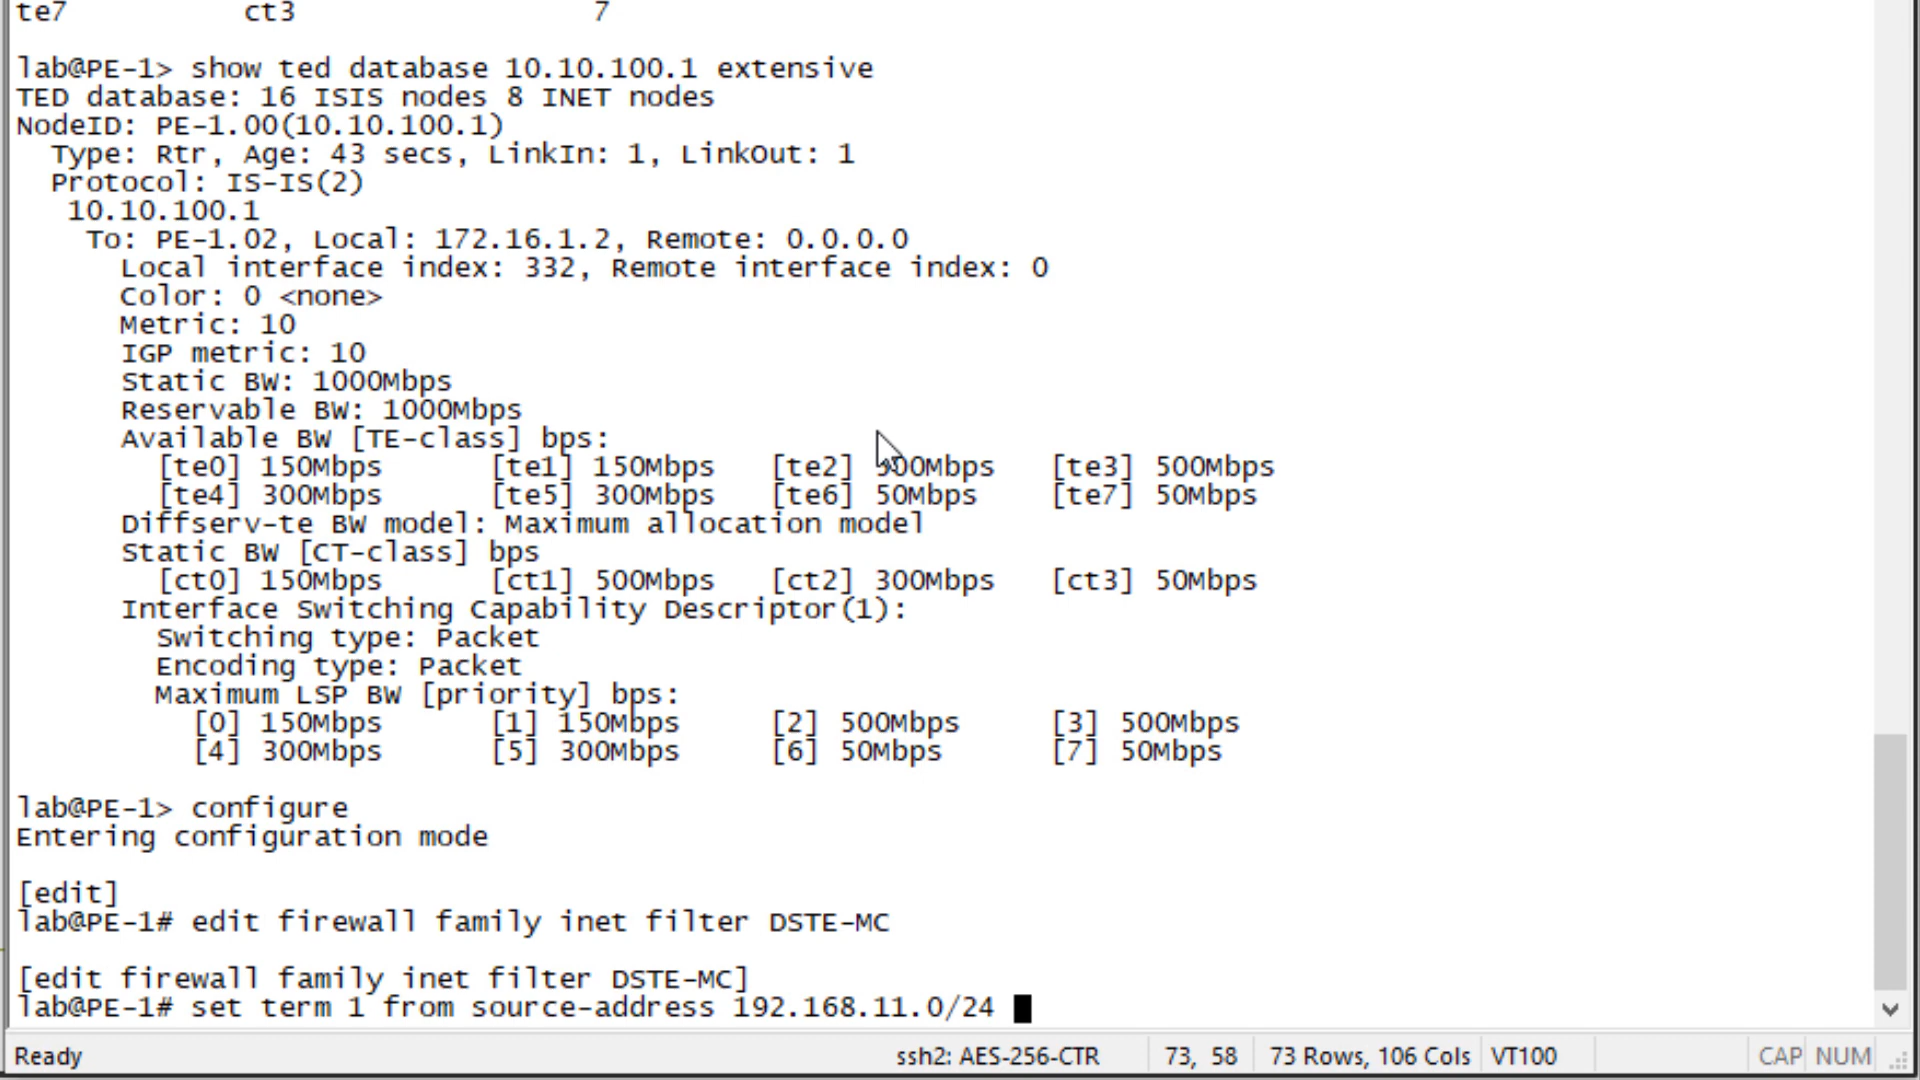 te7 ct3 7
lab@PE-1> show ted database 10.10.100.1 extensive
TED database: 16 ISIS nodes 8 INET nodes
NodeID: PE-1.00(10.10.100.1)
Type: Rtr, Age: 43 secs, LinkIn: 1, LinkOut: 1
Protocol: IS-IS(2)
10.10.100.1
To: PE-1.02, Local: 172.16.1.2, Remote: 0.0.0.0
Local interface index: 332, Remote interface index: 0
Color: 0 <none>
Metric: 10
IGP metric: 10
Static BW: 1000Mbps
Reservable BW: 1000Mbps
Available BW [TE-class] bps:
[te0] 150Mbps [te1] 150Mbps [te2] 500Mbps [te3] 500Mbps
[te4] 300Mbps [te5] 300Mbps [te6] 50Mbps [te7] 50Mbps
Diffserv-te BW model: Maximum allocation model
Static BW [CT-class] bps
[ct0] 150Mbps [ct1] 500Mbps [ct2] 300Mbps [ct3] 50Mbps
Interface Switching Capability Descriptor(1):
Switching type: Packet
Encoding type: Packet
Maximum LSP BW [priority] bps:
[0] 150Mbps [1] 150Mbps [2] 500Mbps [3] 500Mbps
[4] 300Mbps [5] 300Mbps [6] 50Mbps [7] 50Mbps
lab@PE-1> configure
Entering configuration mode
[edit]
lab@PE-1# edit firewall family inet filter DSTE-MC
[edit firewall family inet filter DSTE-MC]
lab@PE-1# set term 1 from source-address 192.168.11.0/24
Ready ssh2: AES-256-CTR 73, 58 73 Rows, 106 Cols VT100 CAP NUM